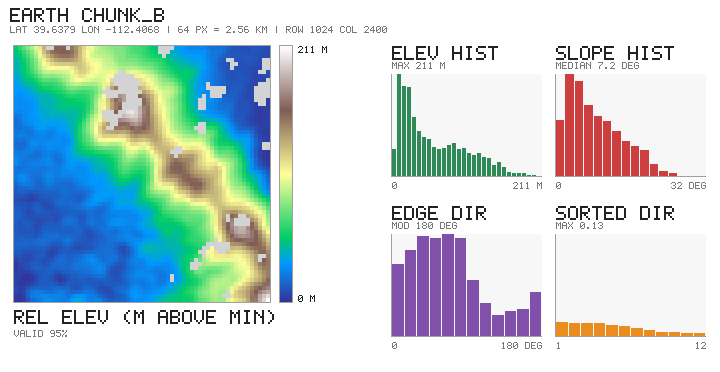 EARTH CHUNK_B
LAT 39.6379 LON -112.4068 | 64 PX = 2.56 KM | ROW 1024 COL 2400
211 M
0 M
REL ELEV (M ABOVE MIN)
VALID 95%
ELEV HIST
MAX 211 M
0 211 M
SLOPE HIST
MEDIAN 7.2 DEG
0 32 DEG
EDGE DIR
MOD 180 DEG
0 180 DEG
SORTED DIR
MAX 0.13
1 12